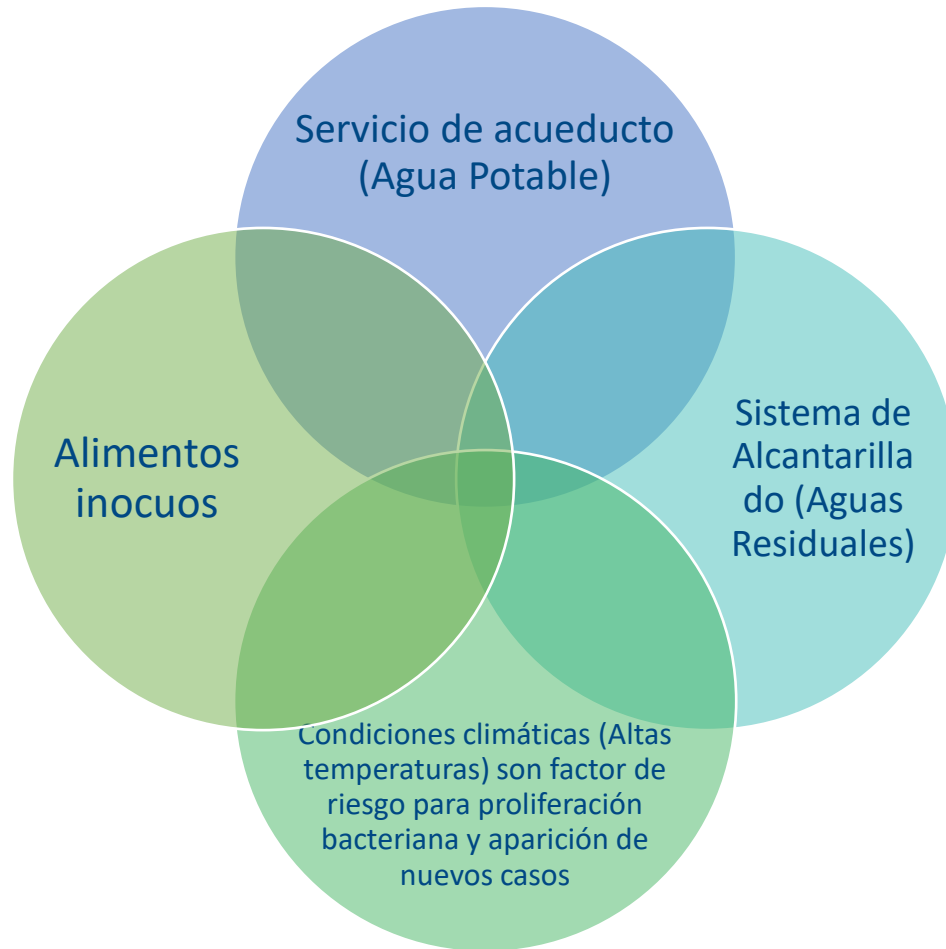 Servicio de acueducto
(Agua Potable)
Alimentos
inocuos
Sistema de
Alcantarilla
do (Aguas
Residuales)
Condiciones climáticas (Altas
temperaturas) son factor de
riesgo para proliferación
bacteriana y aparición de
nuevos casos